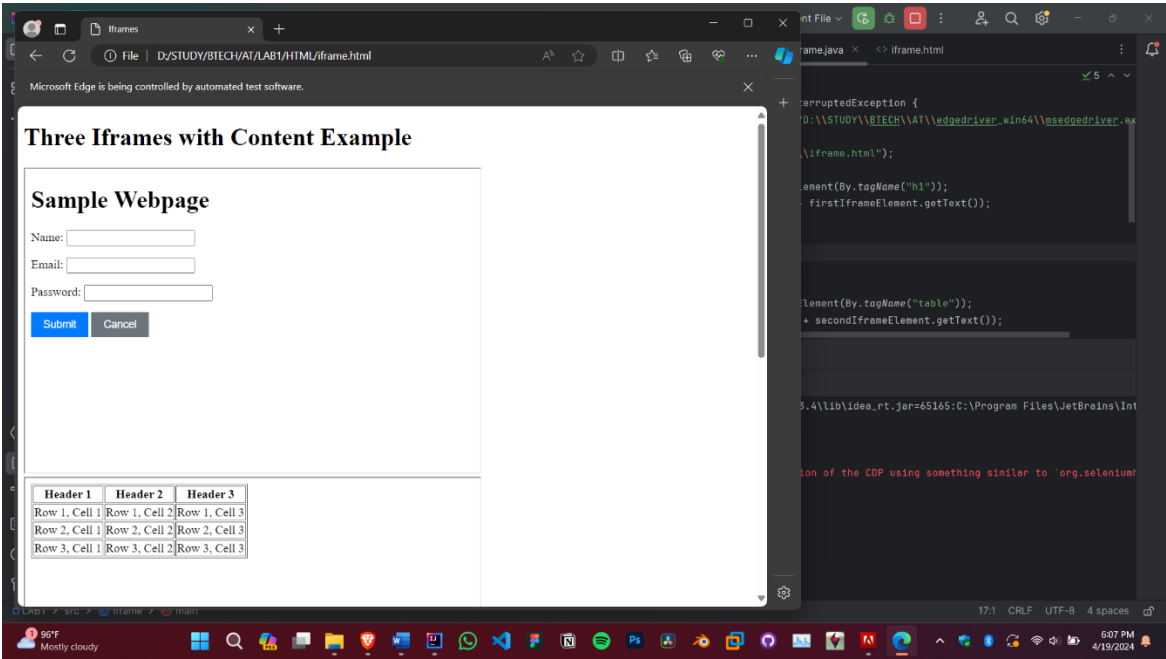 Iframes
File | D:/STUDY/BTECH/AT/LAB1/HTML/iframe.html
Microsoft Edge is being controlled by automated test software.
Three Iframes with Content Example
Sample Webpage
Name:
Email:
Password:
Submit Cancel
Header 1 Header 2 Header 3
Row 1, Cell 1 Row 1, Cell 2 Row 1, Cell 3
Row 2, Cell 1 Row 2, Cell 2 Row 2, Cell 3
Row 3, Cell 1 Row 3, Cell 2 Row 3, Cell 3
nt File
rame.java iframe.html
5
terruptedException {
"D:\\STUDY\\BTECH\\AT\\edgedriver_win64\\msedgedriver.ex
\\iframe.html");
lement(By.tagName("h1"));
firstIframeElement.getText());
Element(By.tagName("table"));
+ secondIframeElement.getText());
3.4\lib\idea_rt.jar=65165:C:\Program Files\JetBrains\Int
ion of the CDP using something similar to `org.seleniumh
LAB1 > src > iframe > main
17:1 CRLF UTF-8 4 spaces
1
96°F
Mostly cloudy
6:07 PM
4/19/2024